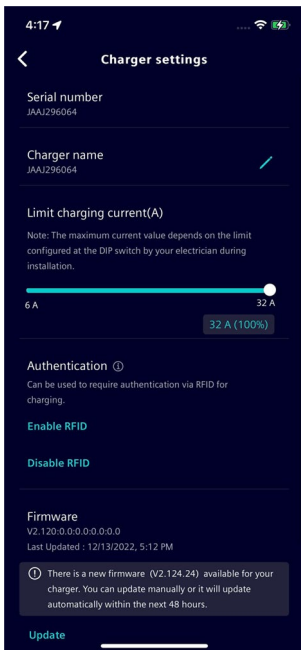 4:17
Charger settings
Serial number
JAAJ296064
Charger name
JAAJ296064
Limit charging current(A)
Note: The maximum current value depends on the limit
configured at the DIP switch by your electrician during
installation.
6 A
32 A
32 A (100%)
Authentication
Can be used to require authentication via RFID for
charging.
Enable RFID
Disable RFID
Firmware
V2.120:0.0:0.0:0.0:0.0
Last Updated : 12/13/2022, 5:12 PM
There is a new firmware (V2.124.24) available for your
charger. You can update manually or it will update
automatically within the next 48 hours.
Update